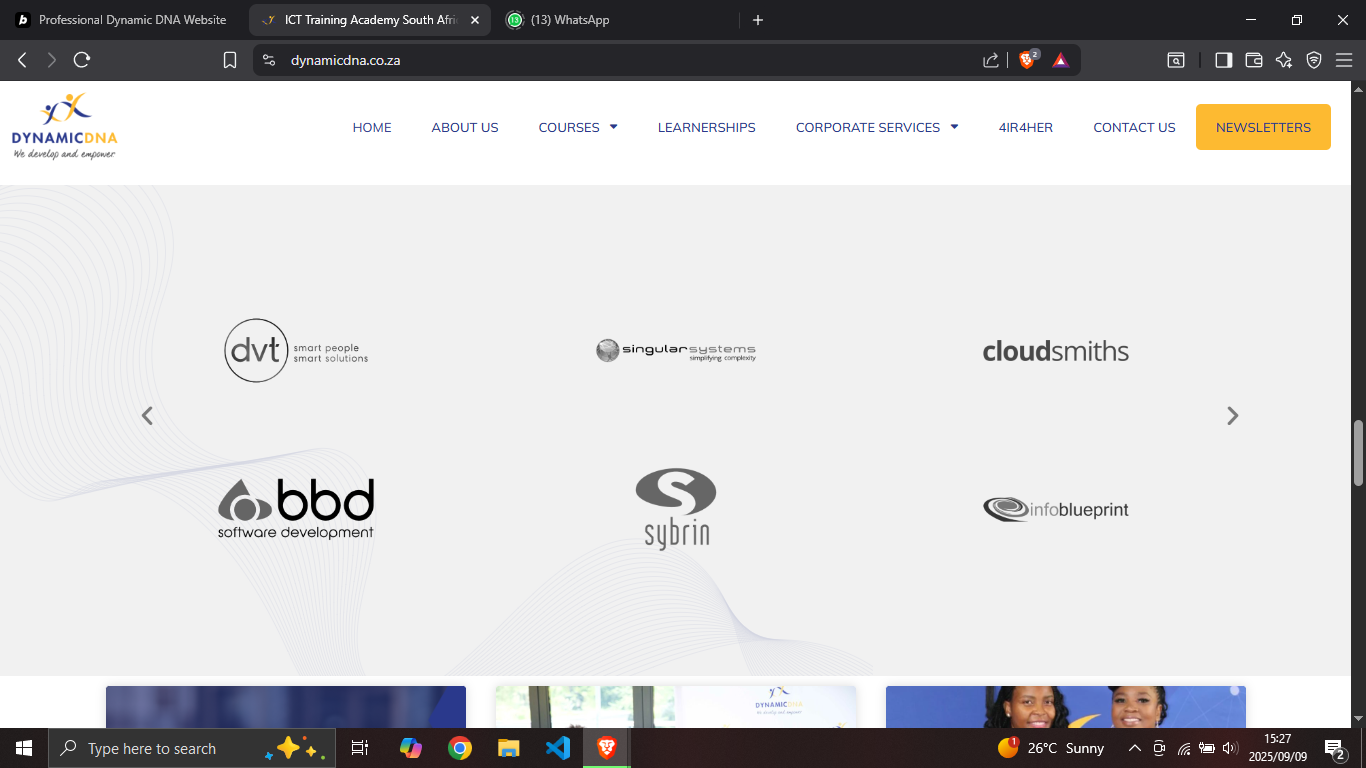 Professional Dynamic DNA Website
ICT Training Academy South Afri
(13) WhatsApp
dynamicdna.co.za
2
DYNAMICDNA
We develop and empower
HOME
ABOUT US
COURSES
LEARNERSHIPS
CORPORATE SERVICES
4IR4HER
CONTACT US
NEWSLETTERS
dvt
smart people
smart solutions
singularsystems
simplifying complexity
cloudsmiths
bbd
software development
sybrin
infoblueprint
DYNAMICDNA
We develop and empower
Type here to search
1
26°C Sunny
15:27
2025/09/09
2